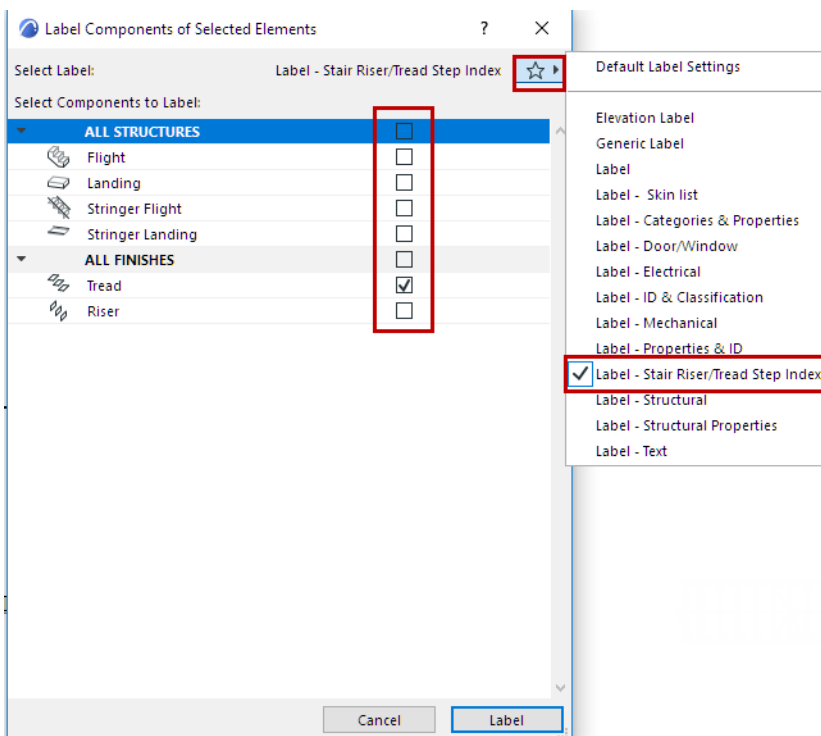 Label Components of Selected Elements ? ×
Select Label: Label - Stair Riser/Tread Step Index
Select Components to Label:
ALL STRUCTURES
Flight
Landing
Stringer Flight
Stringer Landing
ALL FINISHES
Tread
Riser
Cancel Label
Default Label Settings
Elevation Label
Generic Label
Label
Label - Skin list
Label - Categories & Properties
Label - Door/Window
Label - Electrical
Label - ID & Classification
Label - Mechanical
Label - Properties & ID
Label - Stair Riser/Tread Step Index
Label - Structural
Label - Structural Properties
Label - Text